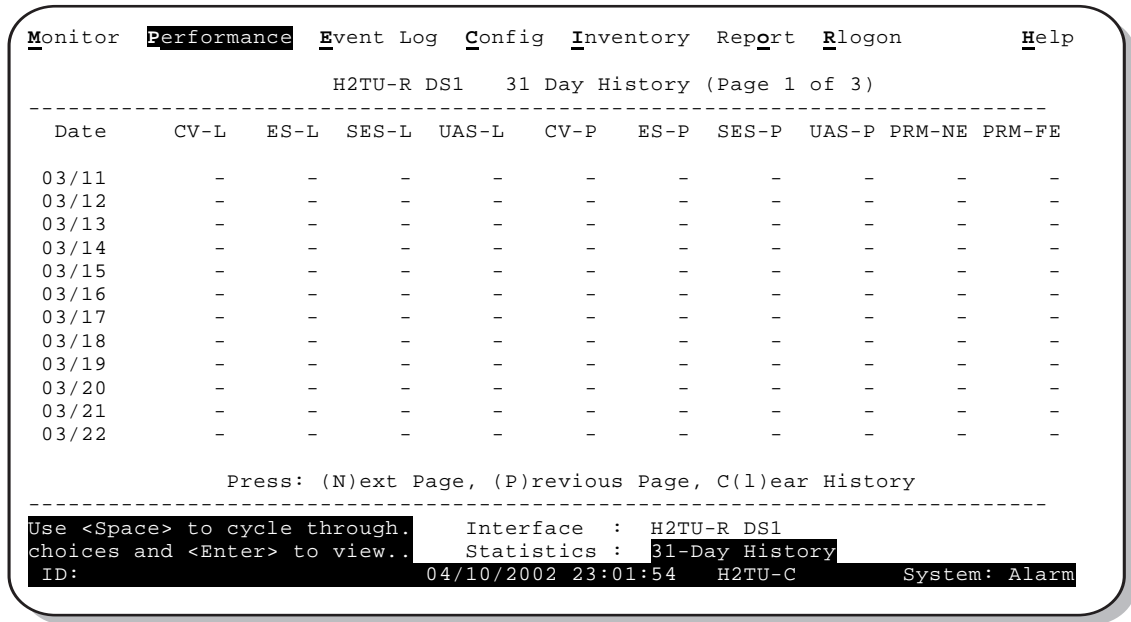 Monitor Performance Event Log Config Inventory Report Rlogon Help
H2TU-R DS1 31 Day History (Page 1 of 3)
--------------------------------------------------------------------------------
Date CV-L ES-L SES-L UAS-L CV-P ES-P SES-P UAS-P PRM-NE PRM-FE
03/11 - - - - - - - - - -
03/12 - - - - - - - - - -
03/13 - - - - - - - - - -
03/14 - - - - - - - - - -
03/15 - - - - - - - - - -
03/16 - - - - - - - - - -
03/17 - - - - - - - - - -
03/18 - - - - - - - - - -
03/19 - - - - - - - - - -
03/20 - - - - - - - - - -
03/21 - - - - - - - - - -
03/22 - - - - - - - - - -
Press: (N)ext Page, (P)revious Page, C(l)ear History
--------------------------------------------------------------------------------
Use <Space> to cycle through. Interface : H2TU-R DS1
choices and <Enter> to view.. Statistics : 31-Day History
ID: 04/10/2002 23:01:54 H2TU-C System: Alarm